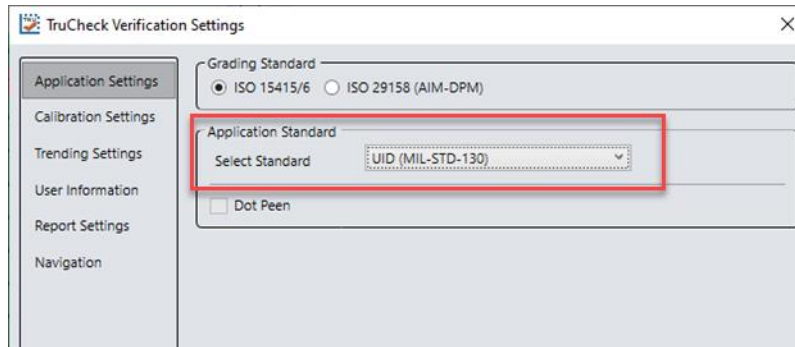 TruCheck Verification Settings
Application Settings
Calibration Settings
Trending Settings
User Information
Report Settings
Navigation
Grading Standard
ISO 15415/6 ISO 29158 (AIM-DPM)
Application Standard
Select Standard UID (MIL-STD-130)
Dot Peen